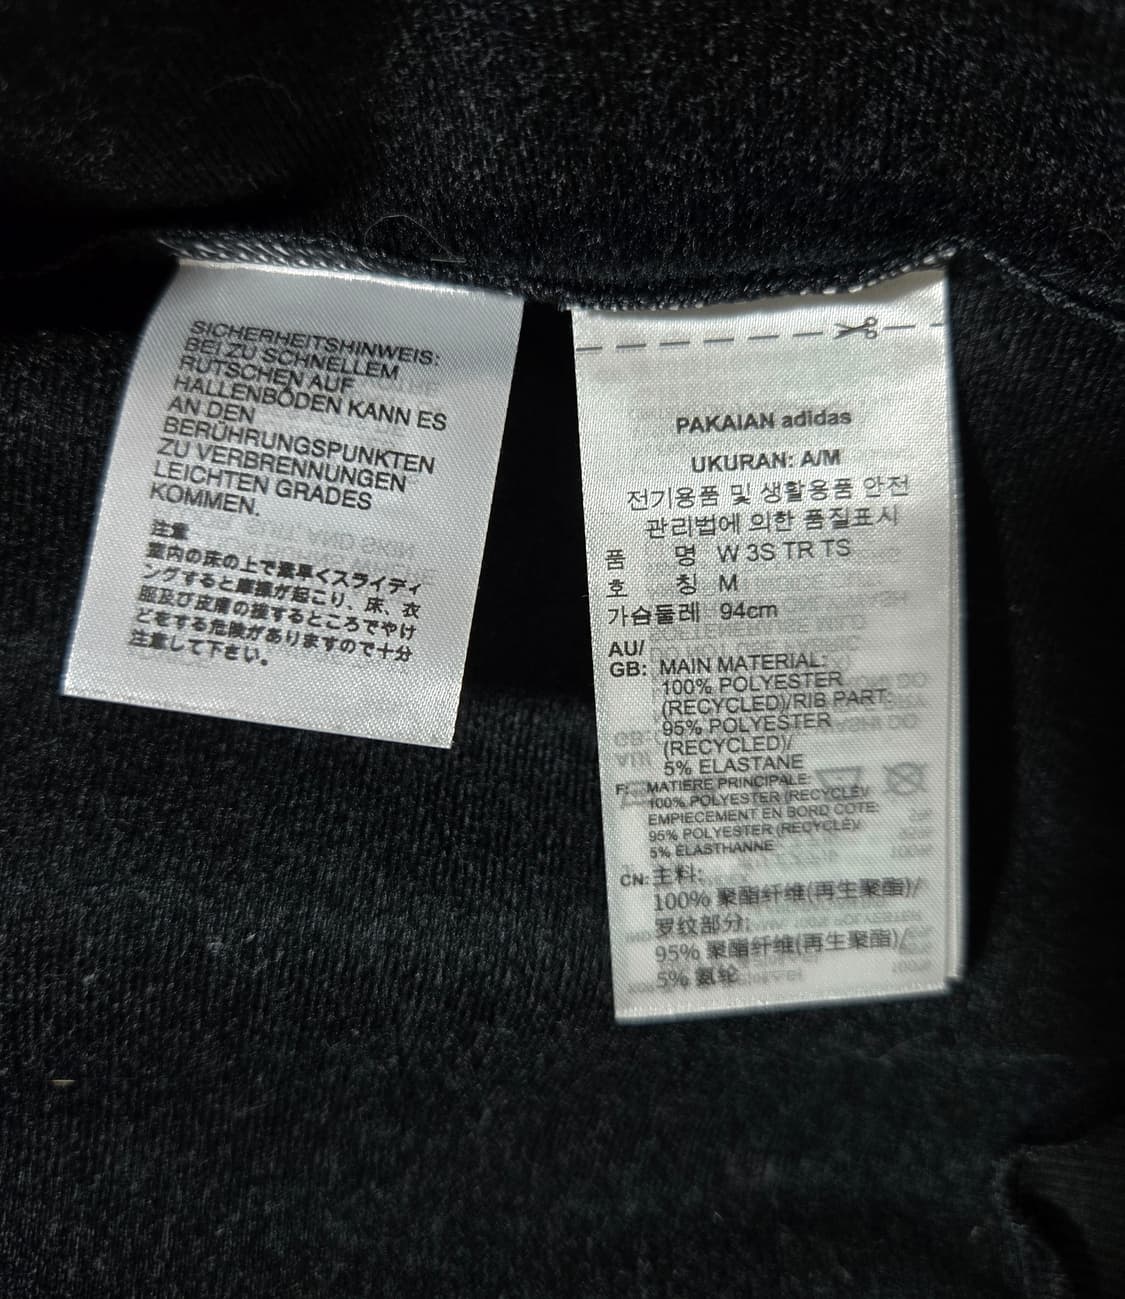 SICHERHEITSHINWEIS:
BEI ZU SCHNELLEM
RUTSCHEN AUF
HALLENBÖDEN KANN ES
AN DEN
BERÜHRUNGSPUNKTEN
ZU VERBRENNUNGEN
LEICHTEN GRADES
KOMMEN.
注意
室内の床の上で素早くスライディ
ングすると摩擦が起こり、床、衣
服及び皮膚の接するところでやけ
どをする危険がありますので十分
注意して下さい。
PAKAIAN adidas
UKURAN: A/M
전기용품 및 생활용품 안전
관리법에 의한 품질표시
품 명 W 3S TR TS
호 칭 M
가슴둘레 94cm
AU/
GB: MAIN MATERIAL:
100% POLYESTER
(RECYCLED)/RIB PART:
95% POLYESTER
(RECYCLED)/
5% ELASTANE
F: MATIERE PRINCIPALE:
100% POLYESTER (RECYCLE)/
EMPIECEMENT EN BORD COTE:
95% POLYESTER (RECYCLE)/
5% ELASTHANNE
CN: 主料:
100% 聚酯纤维(再生聚酯)/
罗纹部分:
95% 聚酯纤维(再生聚酯)/
5% 氨纶